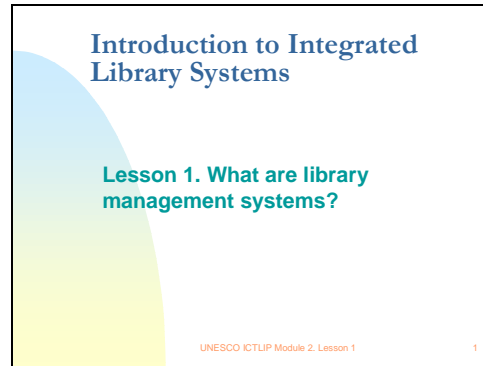 Introduction to Integrated
Library Systems
Lesson 1. What are library
management systems?
UNESCO ICTLIP Module 2. Lesson 1
1